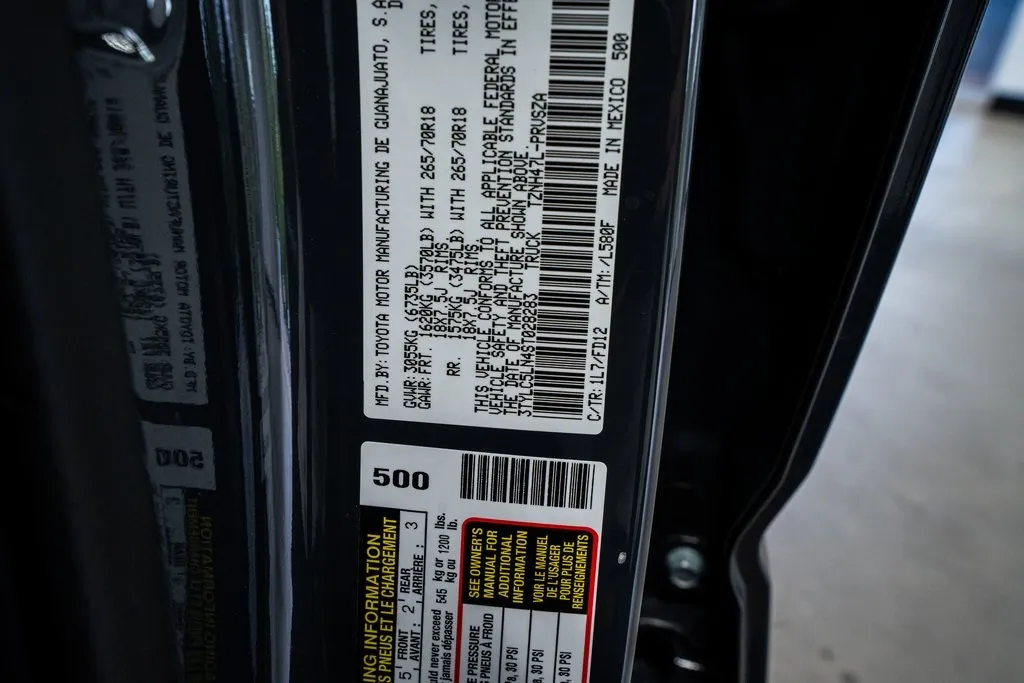 MFD.BY:TOYOTA MOTOR MANUFACTURING DE GUANAJUATO, S.A
GVWR:3055KG (6735LB)
GAWR:FRT. 1620KG (3570LB) WITH 265/70R18 TIRES,
18X7.5J RIMS
RR. 1575KG (3475LB) WITH 265/70R18 TIRES,
18X7.5J RIMS
THIS VEHICLE CONFORMS TO ALL APPLICABLE FEDERAL MOTOR
VEHICLE SAFETY AND THEFT PREVENTION STANDARDS IN EFFE
THE DATE OF MANUFACTURE SHOWN ABOVE.
3TYLC5LN4ST028283 TRUCK TZNH47L-PRVSZA
C/TR:1L7/FD12 A/TM:/L580F MADE IN MEXICO 500
500
ING INFORMATION
S PNEUS ET LE CHARGEMENT
5 FRONT 2 REAR 3
AVANT : ARRIÈRE :
ould never exceed 545 kg or 1200 lbs.
jamais dépasser kg ou lb.
SEE OWNER'S
MANUAL FOR
ADDITIONAL
INFORMATION
VOIR LE MANUEL
DE L'USAGER
POUR PLUS DE
RENSEIGNEMENTS
E PRESSURE
PNEUS À FROID
Pa, 30 PSI
Pa, 30 PSI
Pa, 30 PSI
500